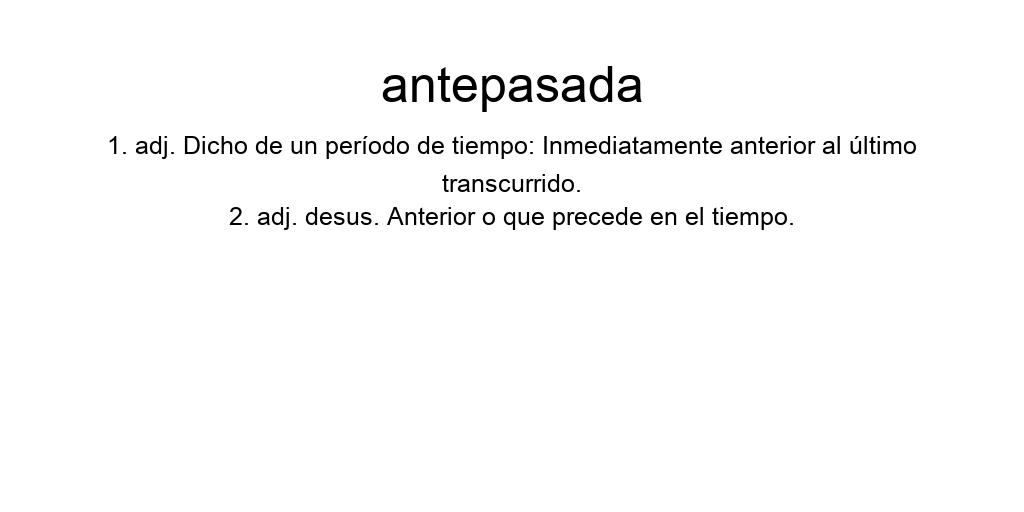 antepasada
1. adj. Dicho de un período de tiempo: Inmediatamente anterior al último
transcurrido.
2. adj. desus. Anterior o que precede en el tiempo.